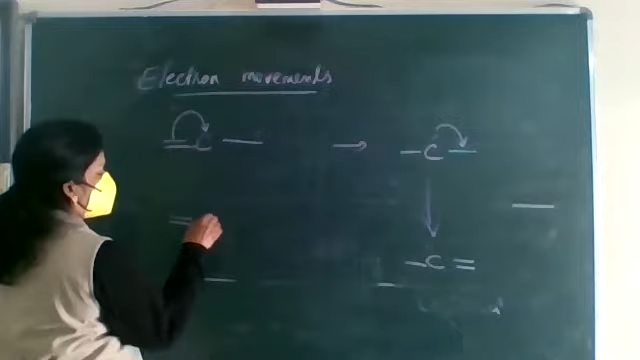 Electron movements
= C — → – C –
=
– C =